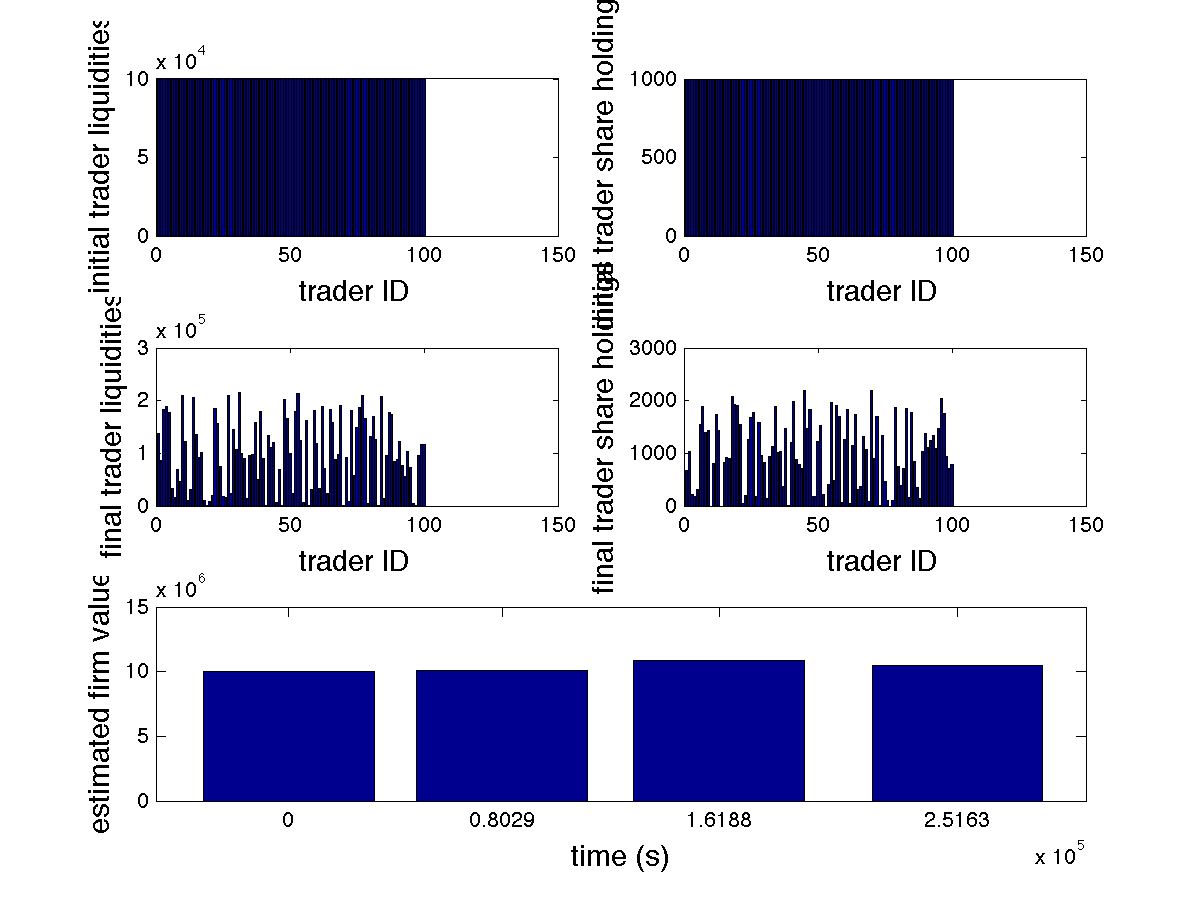 initial trader liquidities
x 10^4
10
5
0
0 50 100 150
trader ID
trader share holding
1000
500
0
0 50 100 150
trader ID
final trader liquidities
x 10^5
3
2
1
0
0 50 100 150
trader ID
final trader share holdings
3000
2000
1000
0
0 50 100 150
trader ID
estimated firm value
x 10^6
15
10
5
0
0 0.8029 1.6188 2.5163
time (s)
x 10^5